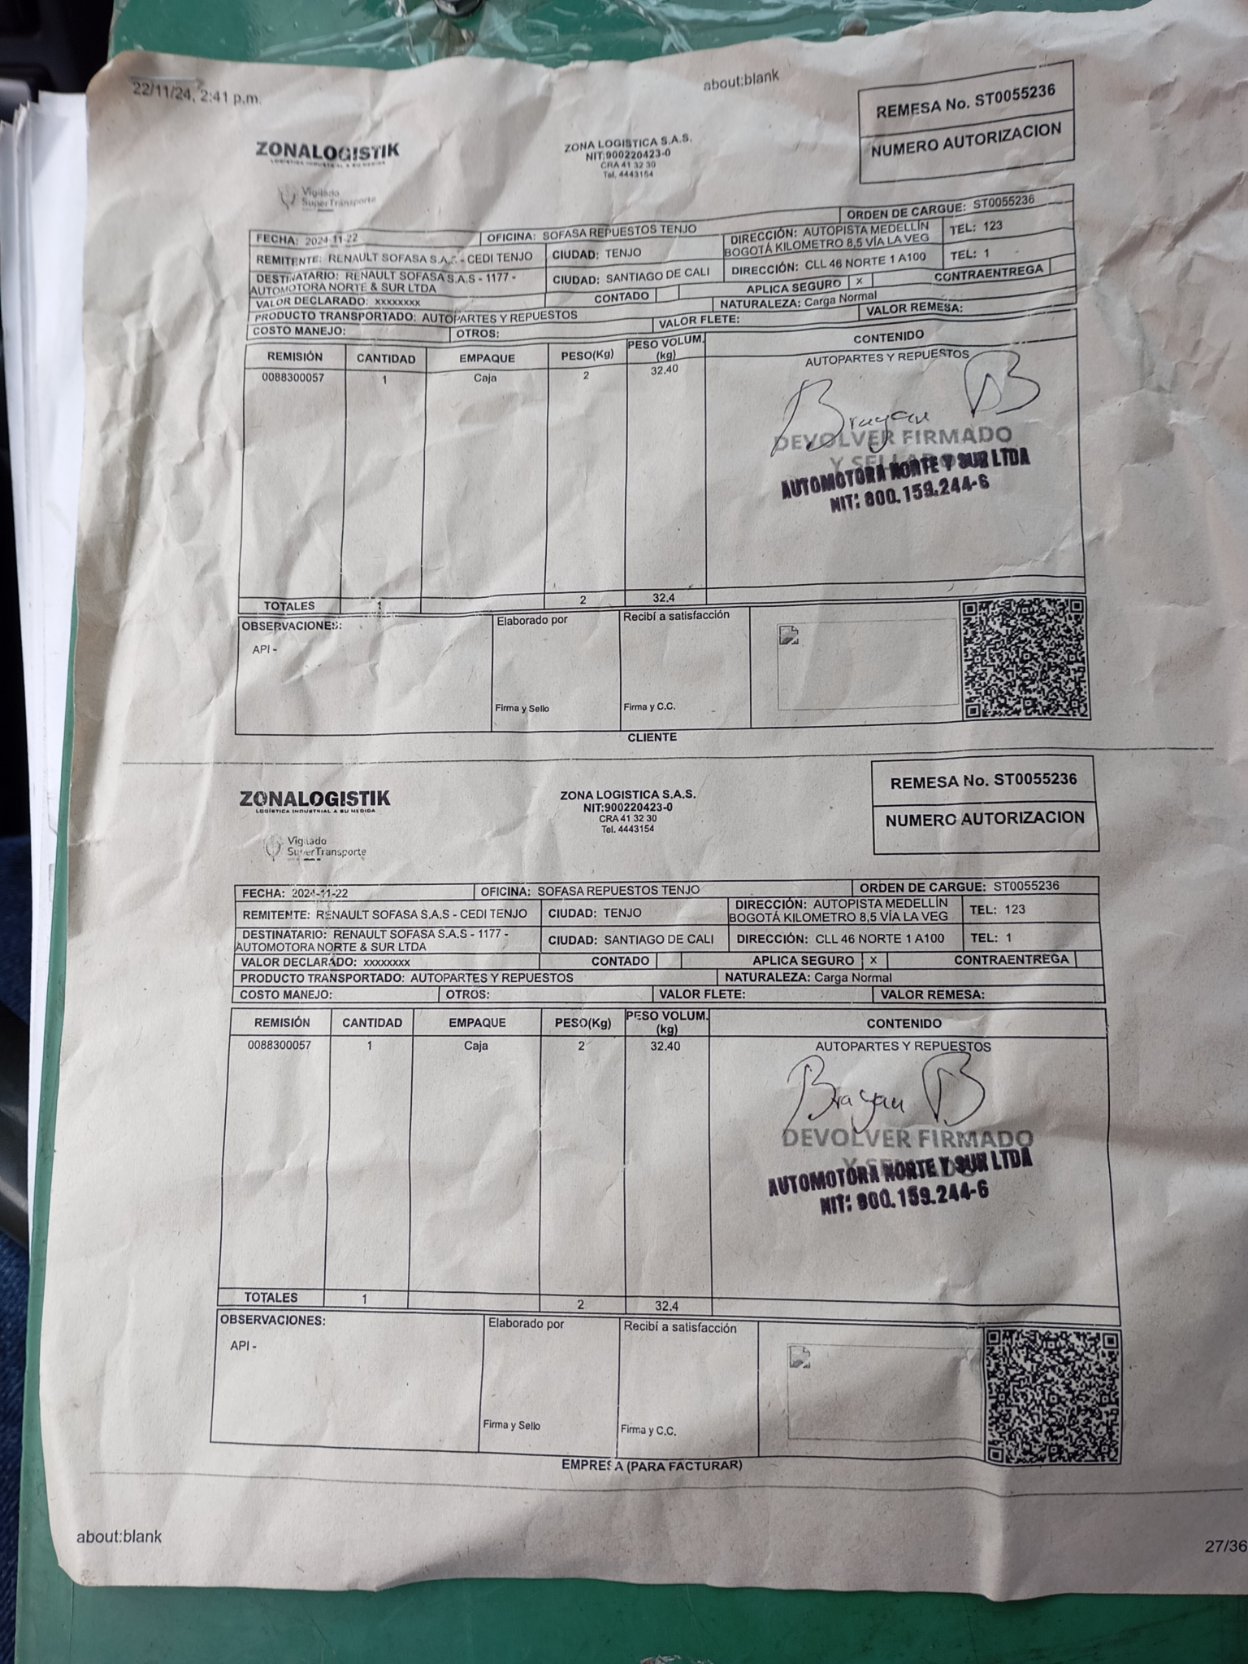 22/11/24, 2:41 p.m.
about:blank
REMESA No. ST0055236
NUMERO AUTORIZACION
ZONALOGISTIK
LOGÍSTICA INDUSTRIAL A SU MEDIDA
ZONA LOGISTICA S.A.S.
NIT:900220423-0
CRA 41 32 30
Tel. 4443154
Vigilado
SuperTransporte
ORDEN DE CARGUE: ST0055236
FECHA: 2024-11-22
OFICINA: SOFASA REPUESTOS TENJO
REMITENTE: RENAULT SOFASA S.A.S - CEDI TENJO
CIUDAD: TENJO
DIRECCIÓN: AUTOPISTA MEDELLÍN
BOGOTÁ KILOMETRO 8,5 VÍA LA VEG
TEL: 123
DESTINATARIO: RENAULT SOFASA S.A.S - 1177 -
AUTOMOTORA NORTE & SUR LTDA
CIUDAD: SANTIAGO DE CALI
DIRECCIÓN: CLL 46 NORTE 1 A100
TEL: 1
VALOR DECLARADO: xxxxxxxx
CONTADO
APLICA SEGURO x
CONTRAENTREGA
PRODUCTO TRANSPORTADO: AUTOPARTES Y REPUESTOS
NATURALEZA: Carga Normal
COSTO MANEJO:
OTROS:
VALOR FLETE:
VALOR REMESA:
REMISIÓN CANTIDAD EMPAQUE PESO(Kg) PESO VOLUM. (kg) CONTENIDO
0088300057 1 Caja 2 32.40 AUTOPARTES Y REPUESTOS
Brayan B
DEVOLVER FIRMADO
AUTOMOTORA NORTE Y SUR LTDA
NIT: 800.159.244-6
TOTALES 1 2 32.4
OBSERVACIONES:
API -
Elaborado por
Recibí a satisfacción
Firma y Sello
Firma y C.C.
CLIENTE
REMESA No. ST0055236
NUMERO AUTORIZACION
ZONALOGISTIK
LOGÍSTICA INDUSTRIAL A SU MEDIDA
ZONA LOGISTICA S.A.S.
NIT:900220423-0
CRA 41 32 30
Tel. 4443154
Vigilado
SuperTransporte
FECHA: 2024-11-22
OFICINA: SOFASA REPUESTOS TENJO
ORDEN DE CARGUE: ST0055236
REMITENTE: RENAULT SOFASA S.A.S - CEDI TENJO
CIUDAD: TENJO
DIRECCIÓN: AUTOPISTA MEDELLÍN
BOGOTÁ KILOMETRO 8,5 VÍA LA VEG
TEL: 123
DESTINATARIO: RENAULT SOFASA S.A.S - 1177 -
AUTOMOTORA NORTE & SUR LTDA
CIUDAD: SANTIAGO DE CALI
DIRECCIÓN: CLL 46 NORTE 1 A100
TEL: 1
VALOR DECLARADO: xxxxxxxx
CONTADO
APLICA SEGURO x
CONTRAENTREGA
PRODUCTO TRANSPORTADO: AUTOPARTES Y REPUESTOS
NATURALEZA: Carga Normal
COSTO MANEJO:
OTROS:
VALOR FLETE:
VALOR REMESA:
REMISIÓN CANTIDAD EMPAQUE PESO(Kg) PESO VOLUM. (kg) CONTENIDO
0088300057 1 Caja 2 32.40 AUTOPARTES Y REPUESTOS
Brayan B
DEVOLVER FIRMADO
AUTOMOTORA NORTE Y SUR LTDA
NIT: 800.159.244-6
TOTALES 1 2 32.4
OBSERVACIONES:
API -
Elaborado por
Recibí a satisfacción
Firma y Sello
Firma y C.C.
EMPRESA (PARA FACTURAR)
about:blank
27/36